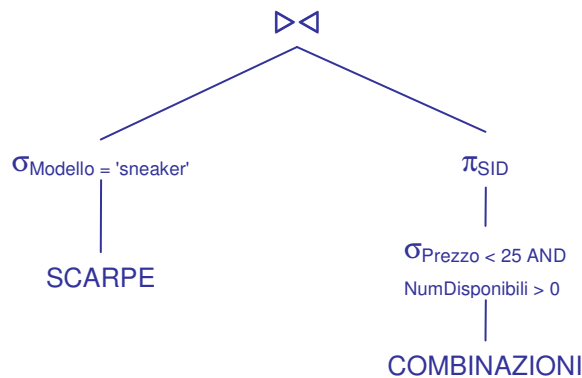 ▷◁
σModello = 'sneaker'
πSID
σPrezzo < 25 AND
NumDisponibili > 0
SCARPE
COMBINAZIONI